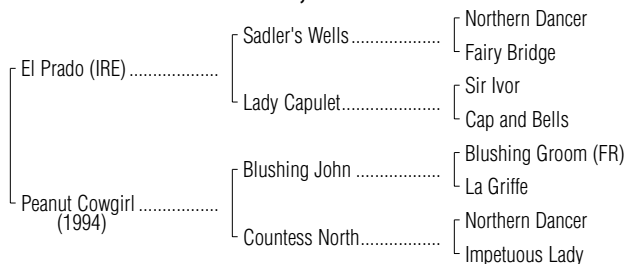 Northern Dancer
Sadler's Wells ...................
Fairy Bridge
El Prado (IRE) ...................
Sir Ivor
Lady Capulet.....................
Cap and Bells
Blushing Groom (FR)
Blushing John ..................
La Griffe
Peanut Cowgirl .................
(1994)
Northern Dancer
Countess North.................
Impetuous Lady